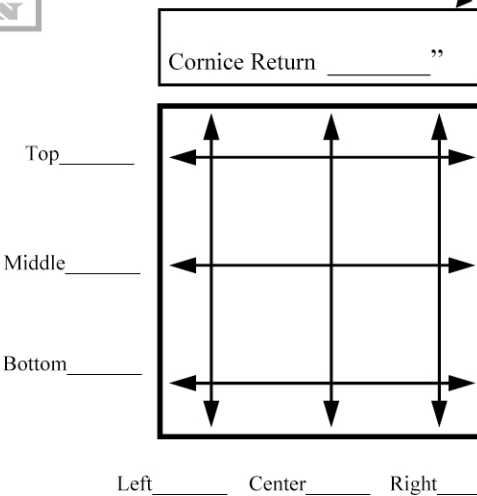 N
Cornice Return ________”
Top_______
Middle_______
Bottom_______
Left_______ Center______ Right____